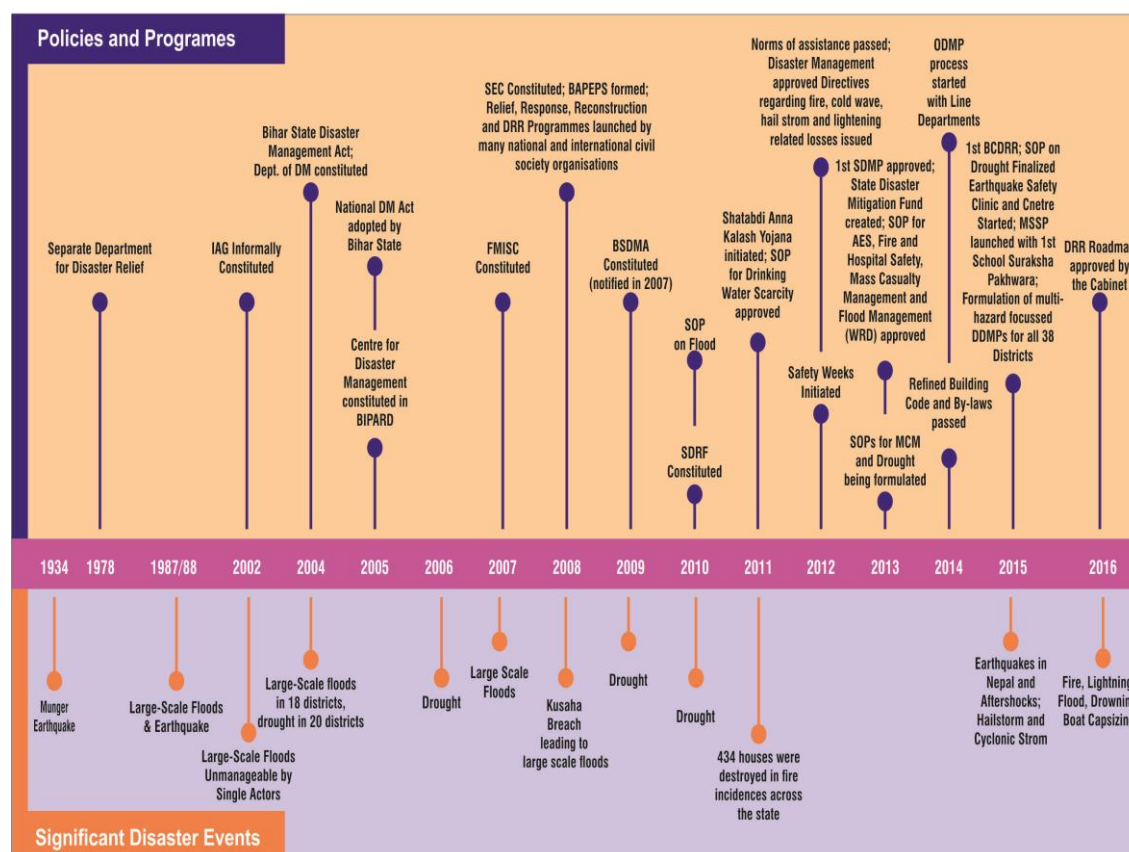 Policies and Programes
Separate Department
for Disaster Relief
IAG Informally
Constituted
Bihar State Disaster
Management Act;
Dept. of DM constituted
National DM Act
adopted by
Bihar State
Centre for
Disaster
Management
constituted in
BIPARD
FMISC
Constituted
SEC Constituted; BAPEPS formed;
Relief, Response, Reconstruction
and DRR Programmes launched by
many national and international civil
society organisations
BSDMA
Constituted
(notified in 2007)
SOP
on Flood
SDRF
Constituted
Shatabdi Anna
Kalash Yojana
initiated; SOP
for Drinking
Water Scarcity
approved
Norms of assistance passed;
Disaster Management
approved Directives
regarding fire, cold wave,
hail strom and lightening
related losses issued
Safety Weeks
Initiated
1st SDMP approved;
State Disaster
Mitigation Fund
created; SOP for
AES, Fire and
Hospital Safety,
Mass Casualty
Management and
Flood Management
(WRD) approved
SOPs for MCM
and Drought
being formulated
ODMP
process
started
with Line
Departments
Refined Building
Code and By-laws
passed
1st BCDRR; SOP on
Drought Finalized
Earthquake Safety
Clinic and Cnetre
Started; MSSP
launched with 1st
School Suraksha
Pakhwara;
Formulation of multi-
hazard focussed
DDMPs for all 38
Districts
DRR Roadma
approved by
the Cabinet
1934 1978 1987/88 2002 2004 2005 2006 2007 2008 2009 2010 2011 2012 2013 2014 2015 2016
Munger
Earthquake
Large-Scale Floods
& Earthquake
Large-Scale Floods
Unmanageable by
Single Actors
Large-Scale floods
in 18 districts,
drought in 20 districts
Drought
Large Scale
Floods
Kusaha
Breach
leading to
large scale floods
Drought
Drought
434 houses were
destroyed in fire
incidences across
the state
Earthquakes in
Nepal and
Aftershocks;
Hailstorm and
Cyclonic Strom
Fire, Lightning
Flood, Drownin
Boat Capsizin
Significant Disaster Events